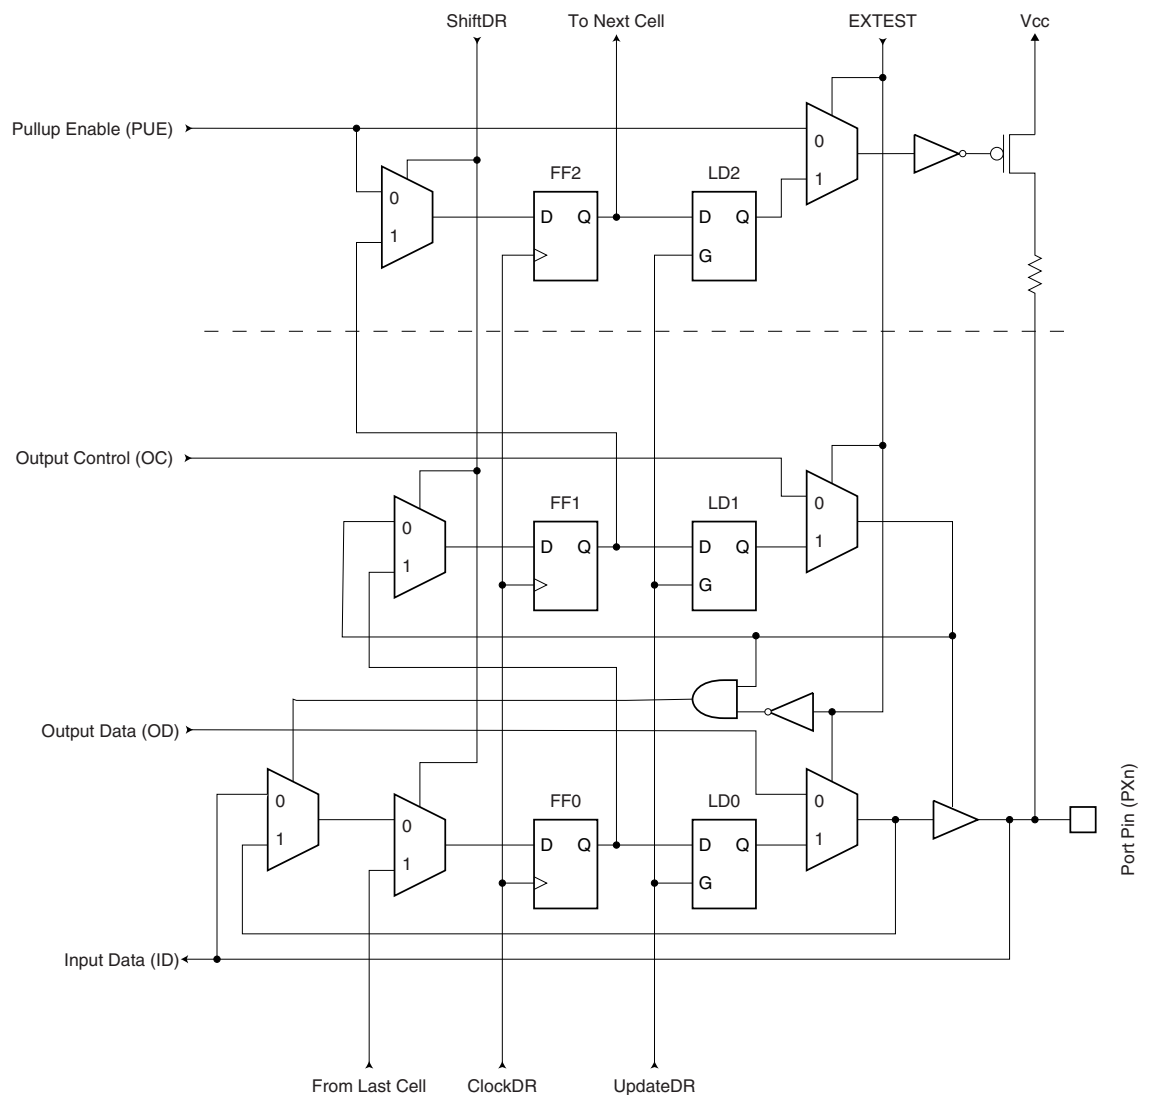 ShiftDR
To Next Cell
EXTEST
Vcc
Pullup Enable (PUE)
0
1
FF2
D Q
LD2
D Q
G
0
1
Output Control (OC)
0
1
FF1
D Q
LD1
D Q
G
0
1
Output Data (OD)
0
1
0
1
FF0
D Q
LD0
D Q
G
0
1
Port Pin (PXn)
Input Data (ID)
From Last Cell
ClockDR
UpdateDR